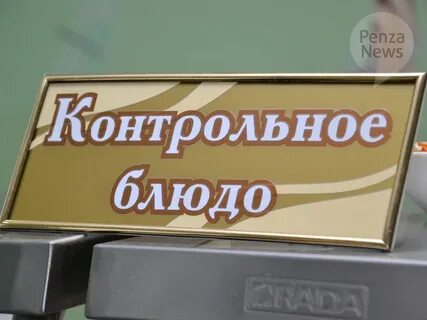 Penza
News
Контрольное
блюдо
RADA